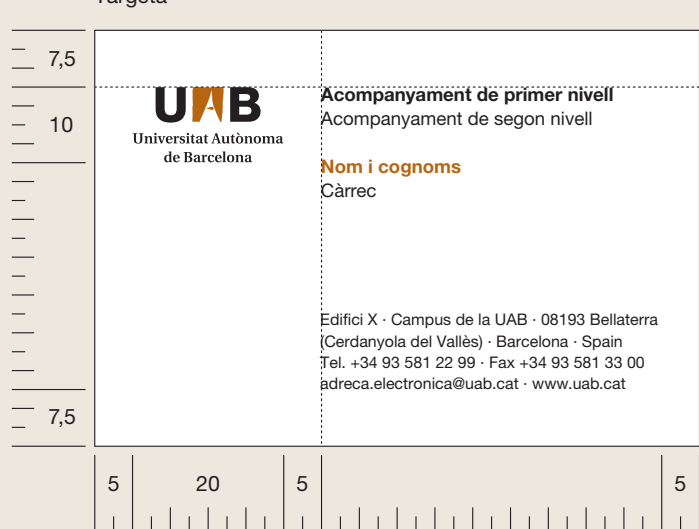 Targeta
7,5
10
7,5
UAB
Universitat Autònoma
de Barcelona
Acompanyament de primer nivell
Acompanyament de segon nivell
Nom i cognoms
Càrrec
Edifici X · Campus de la UAB · 08193 Bellaterra
(Cerdanyola del Vallès) · Barcelona · Spain
Tel. +34 93 581 22 99 · Fax +34 93 581 33 00
adreca.electronica@uab.cat · www.uab.cat
5 20 5 5